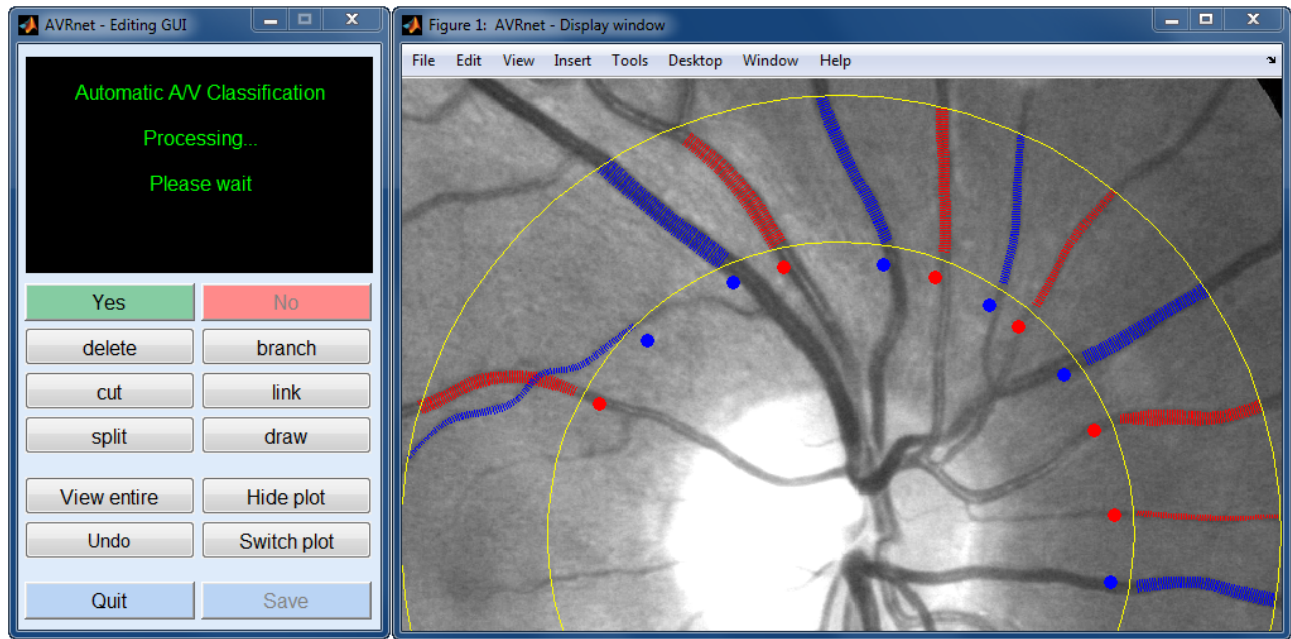 AVRnet - Editing GUI
Automatic A/V Classification
Processing...
Please wait
Yes No
delete branch
cut link
split draw
View entire Hide plot
Undo Switch plot
Quit Save
Figure 1: AVRnet - Display window
File Edit View Insert Tools Desktop Window Help